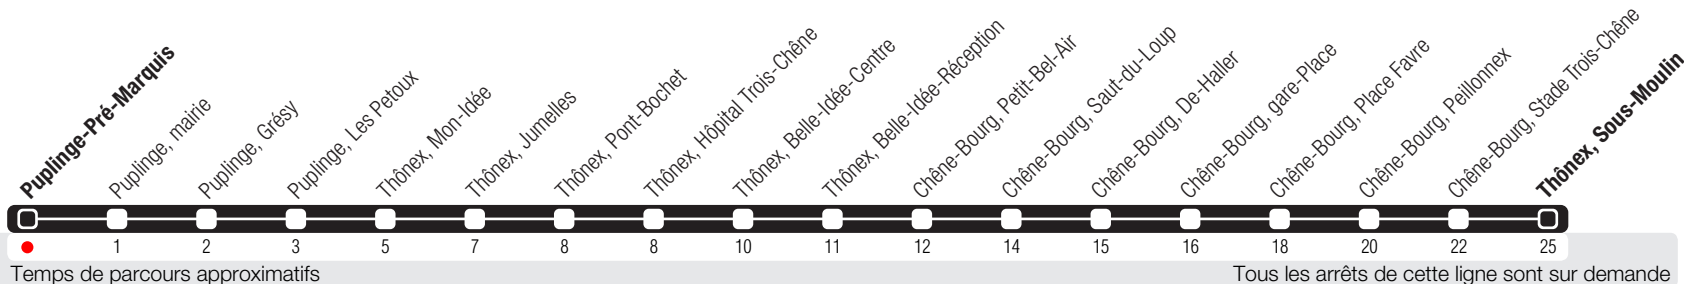 Puplinge-Pré-Marquis
Puplinge, mairie
Puplinge, Grésy
Puplinge, Les Petoux
Thônex, Mon-Idée
Thônex, Jumelles
Thônex, Pont-Bochet
Thônex, Hôpital Trois-Chêne
Thônex, Belle-Idée-Centre
Thônex, Belle-Idée-Réception
Chêne-Bourg, Petit-Bel-Air
Chêne-Bourg, Saut-du-Loup
Chêne-Bourg, De-Haller
Chêne-Bourg, gare-Place
Chêne-Bourg, Place Favre
Chêne-Bourg, Peillonnex
Chêne-Bourg, Stade Trois-Chêne
Thônex, Sous-Moulin
1 2 3 5 7 8 8 10 11 12 14 15 16 18 20 22 25
Temps de parcours approximatifs
Tous les arrêts de cette ligne sont sur demande